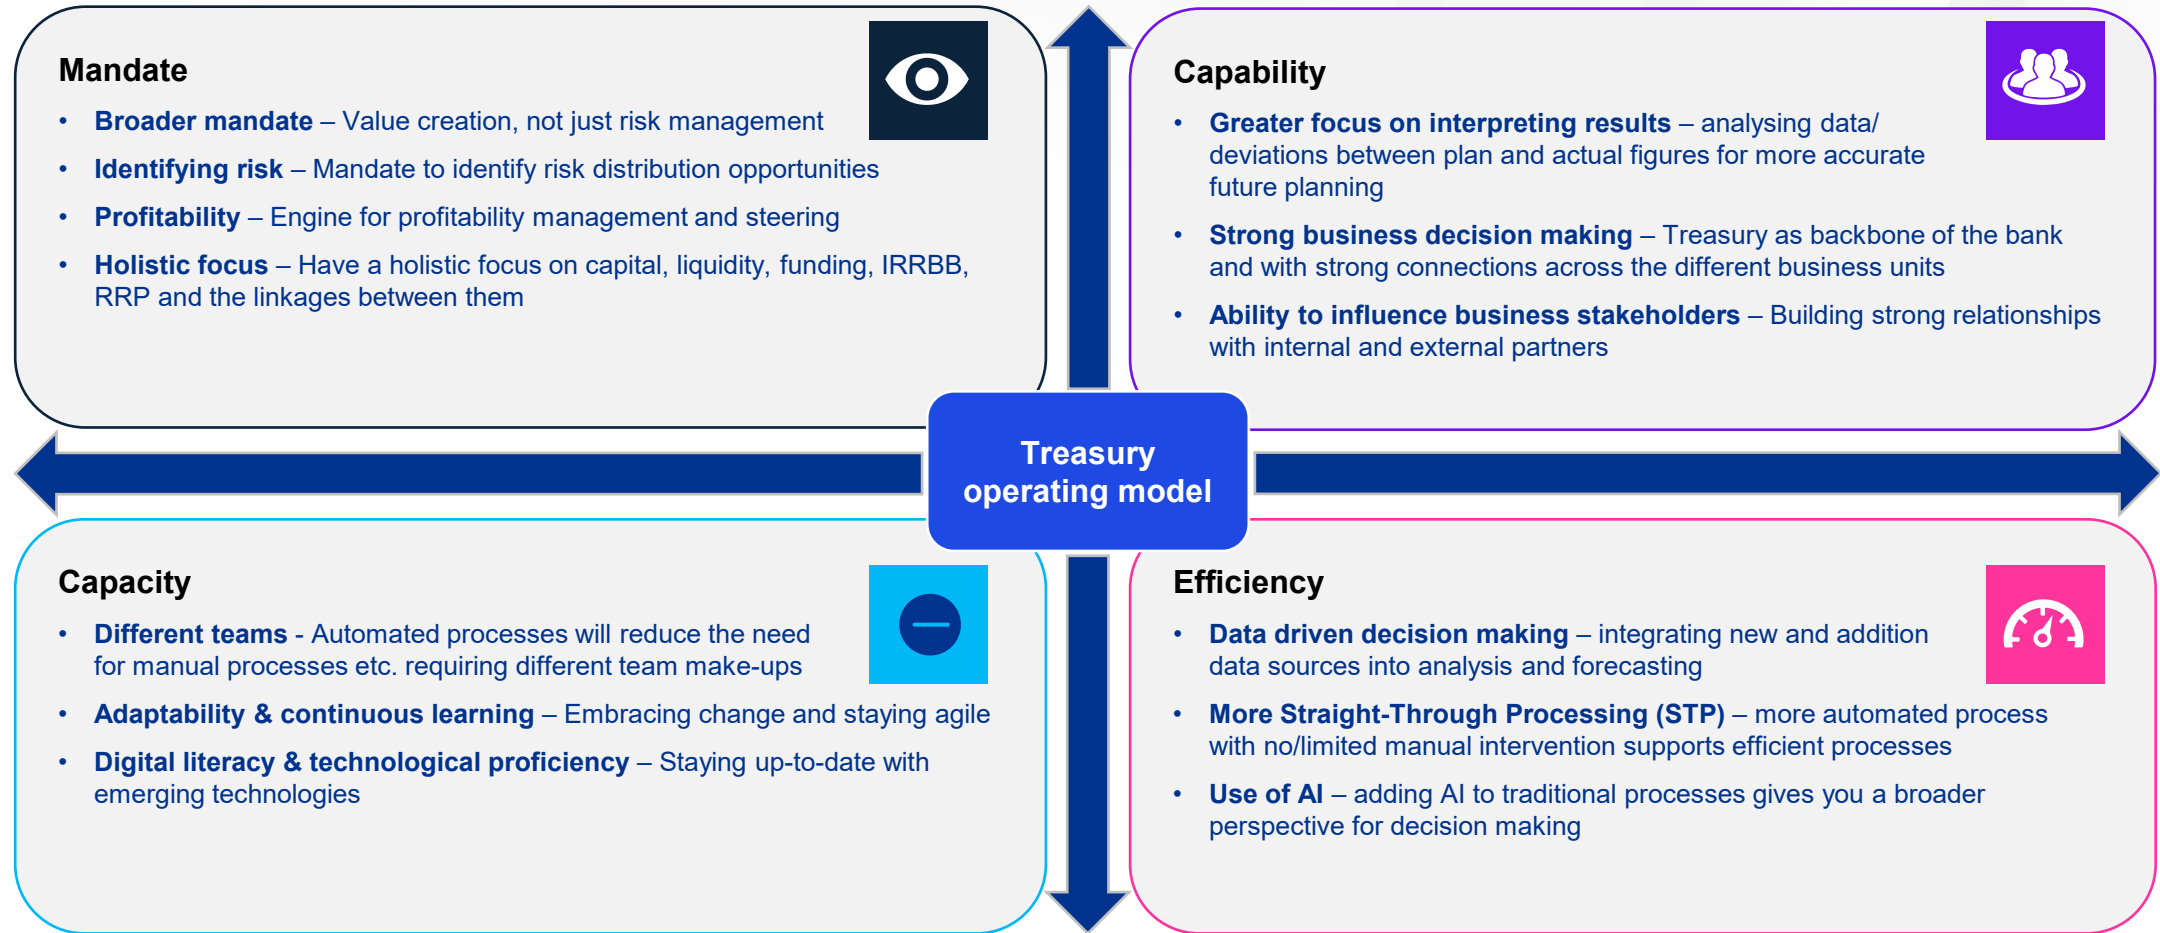 Mandate
• Broader mandate – Value creation, not just risk management
• Identifying risk – Mandate to identify risk distribution opportunities
• Profitability – Engine for profitability management and steering
• Holistic focus – Have a holistic focus on capital, liquidity, funding, IRRBB,
RRP and the linkages between them
Capability
• Greater focus on interpreting results – analysing data/
deviations between plan and actual figures for more accurate
future planning
• Strong business decision making – Treasury as backbone of the bank
and with strong connections across the different business units
• Ability to influence business stakeholders – Building strong relationships
with internal and external partners
Treasury
operating model
Capacity
• Different teams - Automated processes will reduce the need
for manual processes etc. requiring different team make-ups
• Adaptability & continuous learning – Embracing change and staying agile
• Digital literacy & technological proficiency – Staying up-to-date with
emerging technologies
Efficiency
• Data driven decision making – integrating new and addition
data sources into analysis and forecasting
• More Straight-Through Processing (STP) – more automated process
with no/limited manual intervention supports efficient processes
• Use of AI – adding AI to traditional processes gives you a broader
perspective for decision making